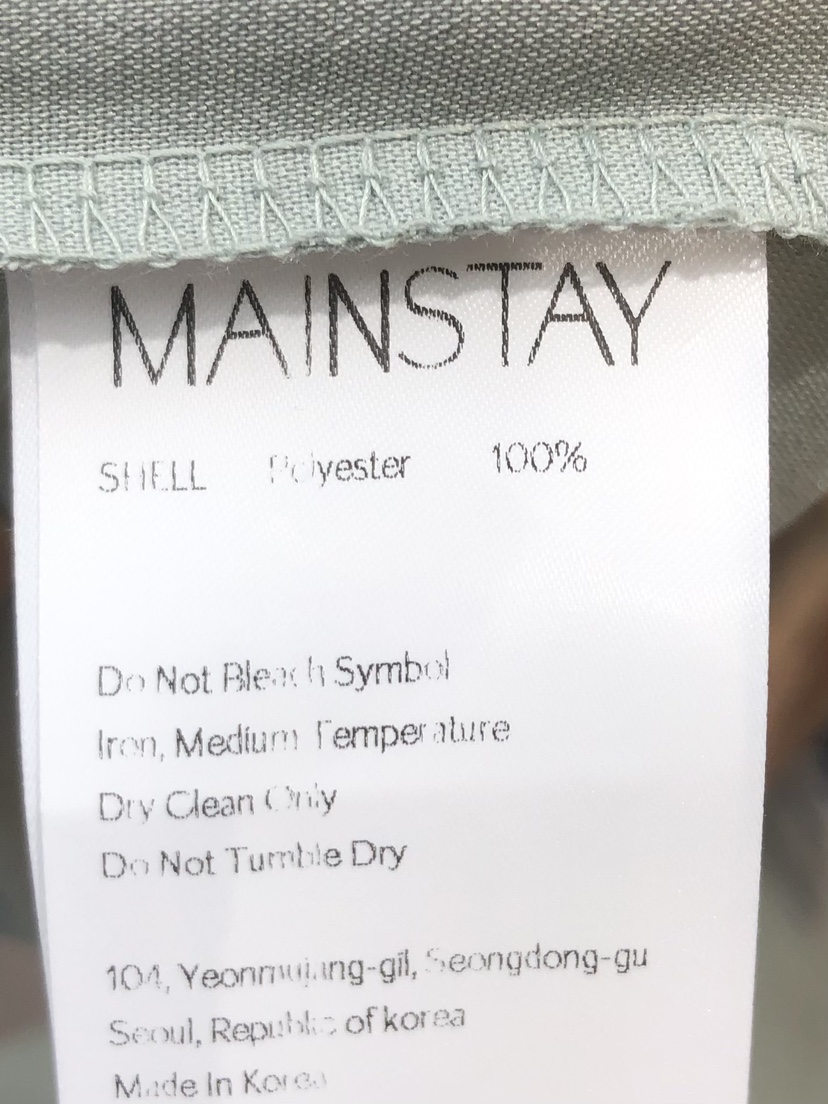 MAINSTAY
SHELL Polyester 100%
Do Not Bleach Symbol
Iron, Medium Temperature
Dry Clean Only
Do Not Tumble Dry
104, Yeonmujang-gil, Seongdong-gu
Seoul, Republic of korea
Made In Korea